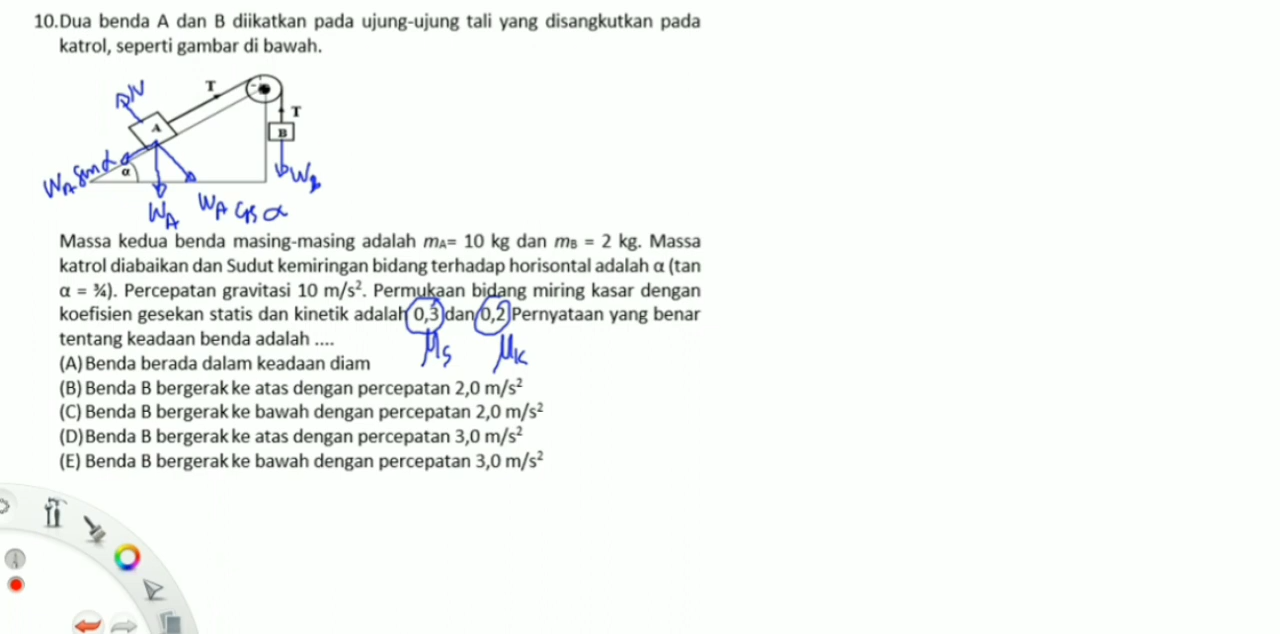 10.Dua benda A dan B diikatkan pada ujung-ujung tali yang disangkutkan pada
katrol, seperti gambar di bawah.
N
T
T
A
B
α
W_A sin α
W_A
W_A cos α
W_B
Massa kedua benda masing-masing adalah mA= 10 kg dan mB = 2 kg. Massa
katrol diabaikan dan Sudut kemiringan bidang terhadap horisontal adalah α (tan
α = ¾). Percepatan gravitasi 10 m/s². Permukaan bidang miring kasar dengan
koefisien gesekan statis dan kinetik adalah 0,3 dan 0,2 Pernyataan yang benar
tentang keadaan benda adalah ....
μs μK
(A) Benda berada dalam keadaan diam
(B) Benda B bergerak ke atas dengan percepatan 2,0 m/s²
(C) Benda B bergerak ke bawah dengan percepatan 2,0 m/s²
(D) Benda B bergerak ke atas dengan percepatan 3,0 m/s²
(E) Benda B bergerak ke bawah dengan percepatan 3,0 m/s²